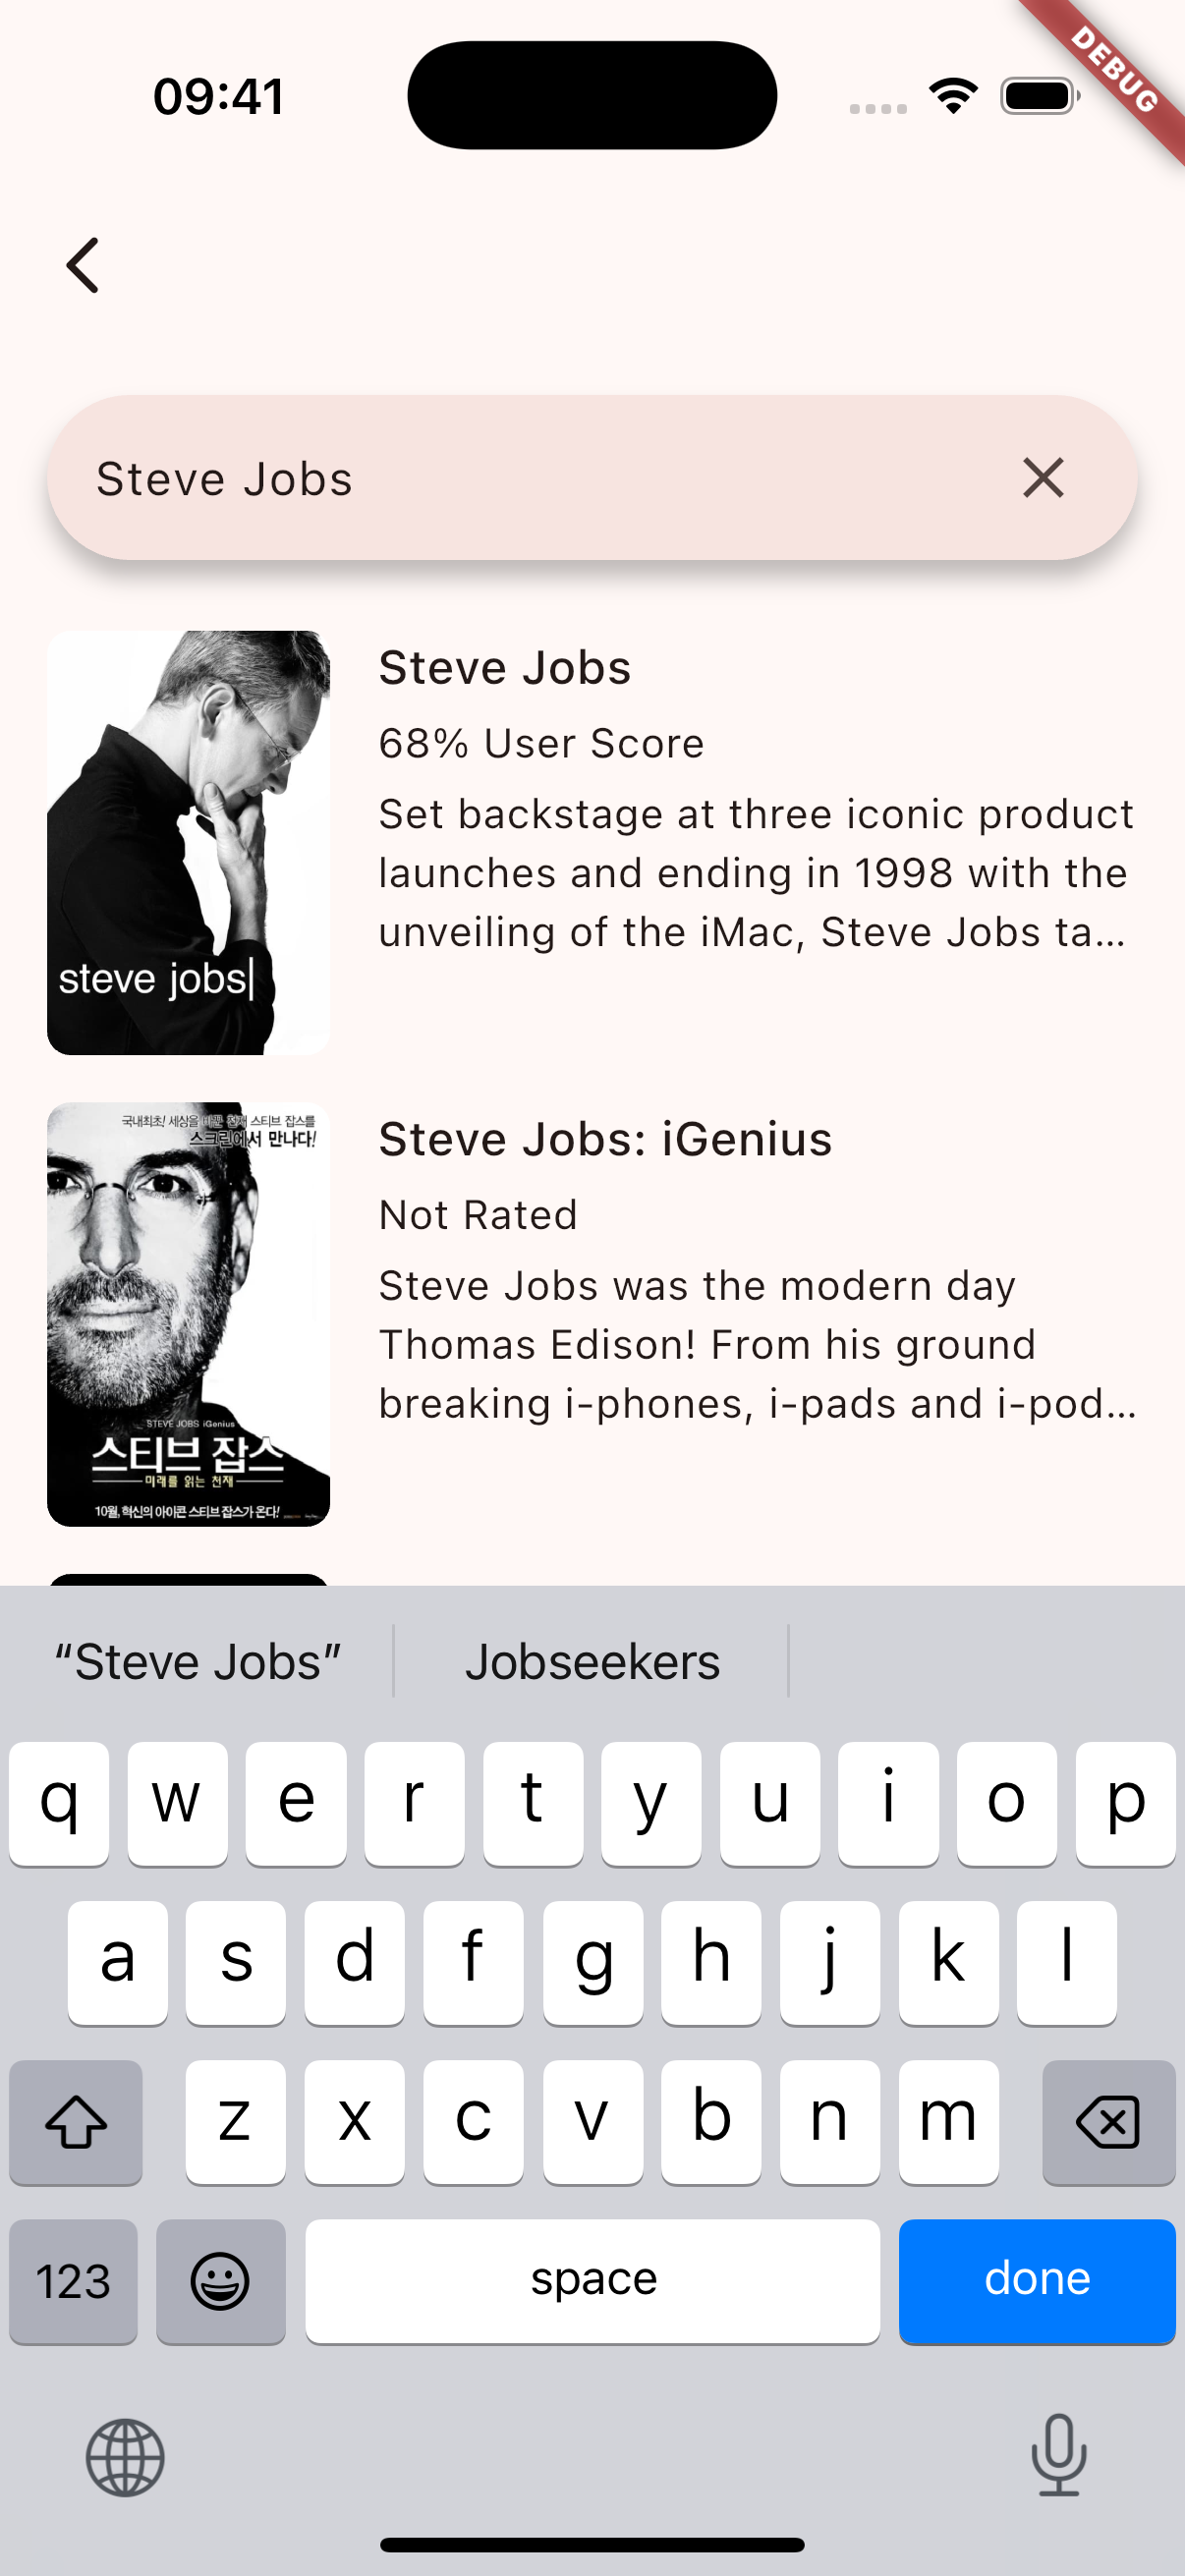 09:41
DEBUG
Steve Jobs
steve jobs|
Steve Jobs
68% User Score
Set backstage at three iconic product
launches and ending in 1998 with the
unveiling of the iMac, Steve Jobs ta...
국내최초! 세상을 바꾼 천재 스티브 잡스를
스크린에서 만나다!
STEVE JOBS iGenius
스티브 잡스
미래를 읽는 천재
10월, 혁신의 아이콘 스티브 잡스가 온다!
Steve Jobs: iGenius
Not Rated
Steve Jobs was the modern day
Thomas Edison! From his ground
breaking i-phones, i-pads and i-pod...
“Steve Jobs” Jobseekers
q w e r t y u i o p
a s d f g h j k l
z x c v b n m
123 space done